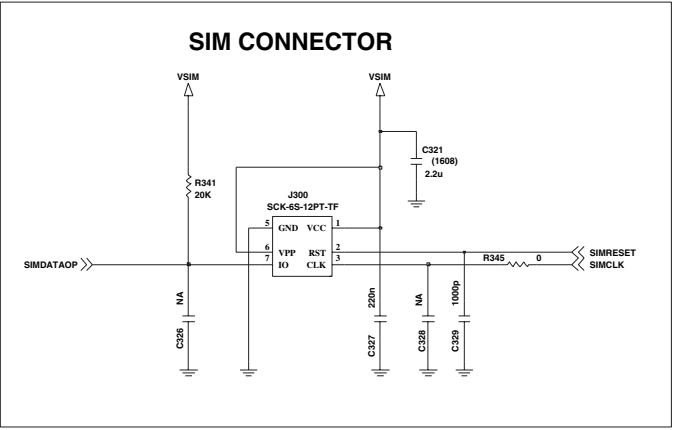 SIM CONNECTOR
VSIM
VSIM
C321
(1608)
2.2u
R341
20K
J300
SCK-6S-12PT-TF
5 GND VCC 1
6 VPP RST 2
7 IO CLK 3
SIMDATAOP
R345 0
SIMRESET
SIMCLK
NA
C326
220n
C327
NA
C328
1000p
C329